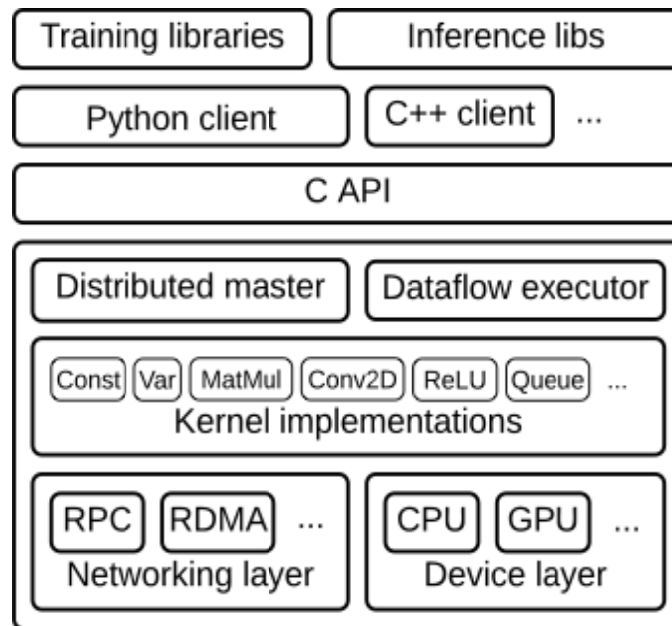 Training libraries Inference libs
Python client C++ client ...
C API
Distributed master Dataflow executor
Const Var MatMul Conv2D ReLU Queue ...
Kernel implementations
RPC RDMA ... CPU GPU ...
Networking layer Device layer